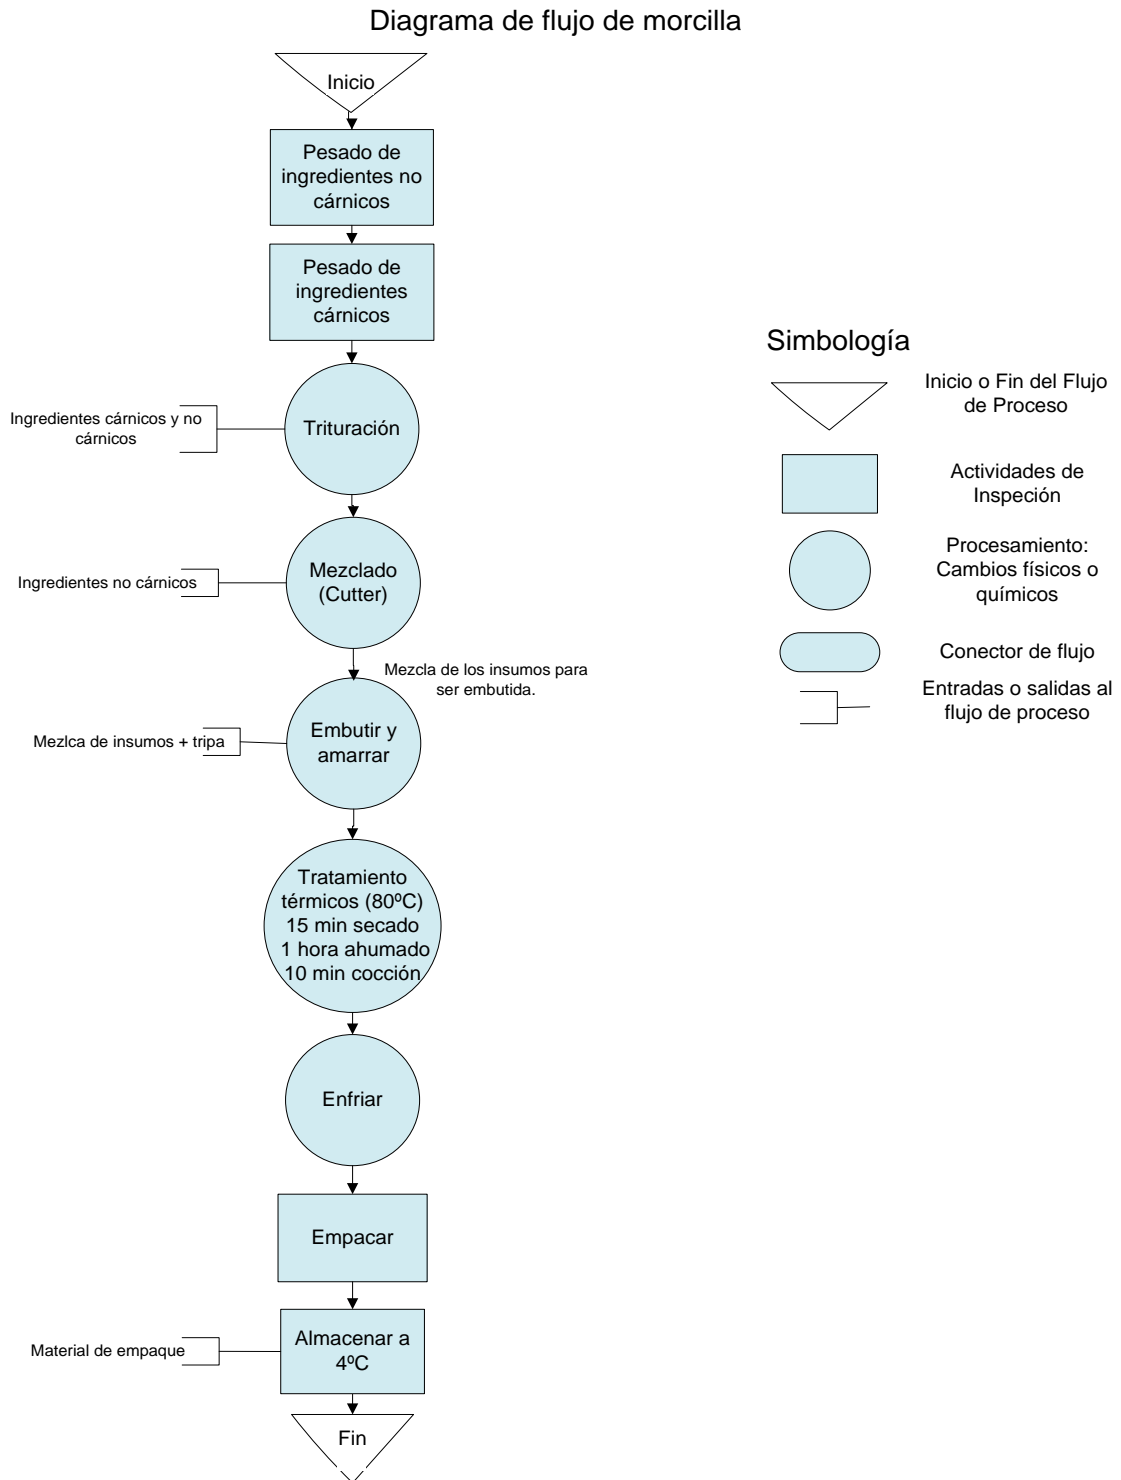 Diagrama de flujo de morcilla
Inicio
Pesado de
ingredientes no
cárnicos
Pesado de
ingredientes
cárnicos
Ingredientes cárnicos y no
cárnicos
Trituración
Ingredientes no cárnicos
Mezclado
(Cutter)
Mezcla de los insumos para
ser embutida.
Mezlca de insumos + tripa
Embutir y
amarrar
Tratamiento
térmicos (80ºC)
15 min secado
1 hora ahumado
10 min cocción
Enfriar
Empacar
Material de empaque
Almacenar a
4ºC
Fin
Simbología
Inicio o Fin del Flujo
de Proceso
Actividades de
Inspeción
Procesamiento:
Cambios físicos o
químicos
Conector de flujo
Entradas o salidas al
flujo de proceso